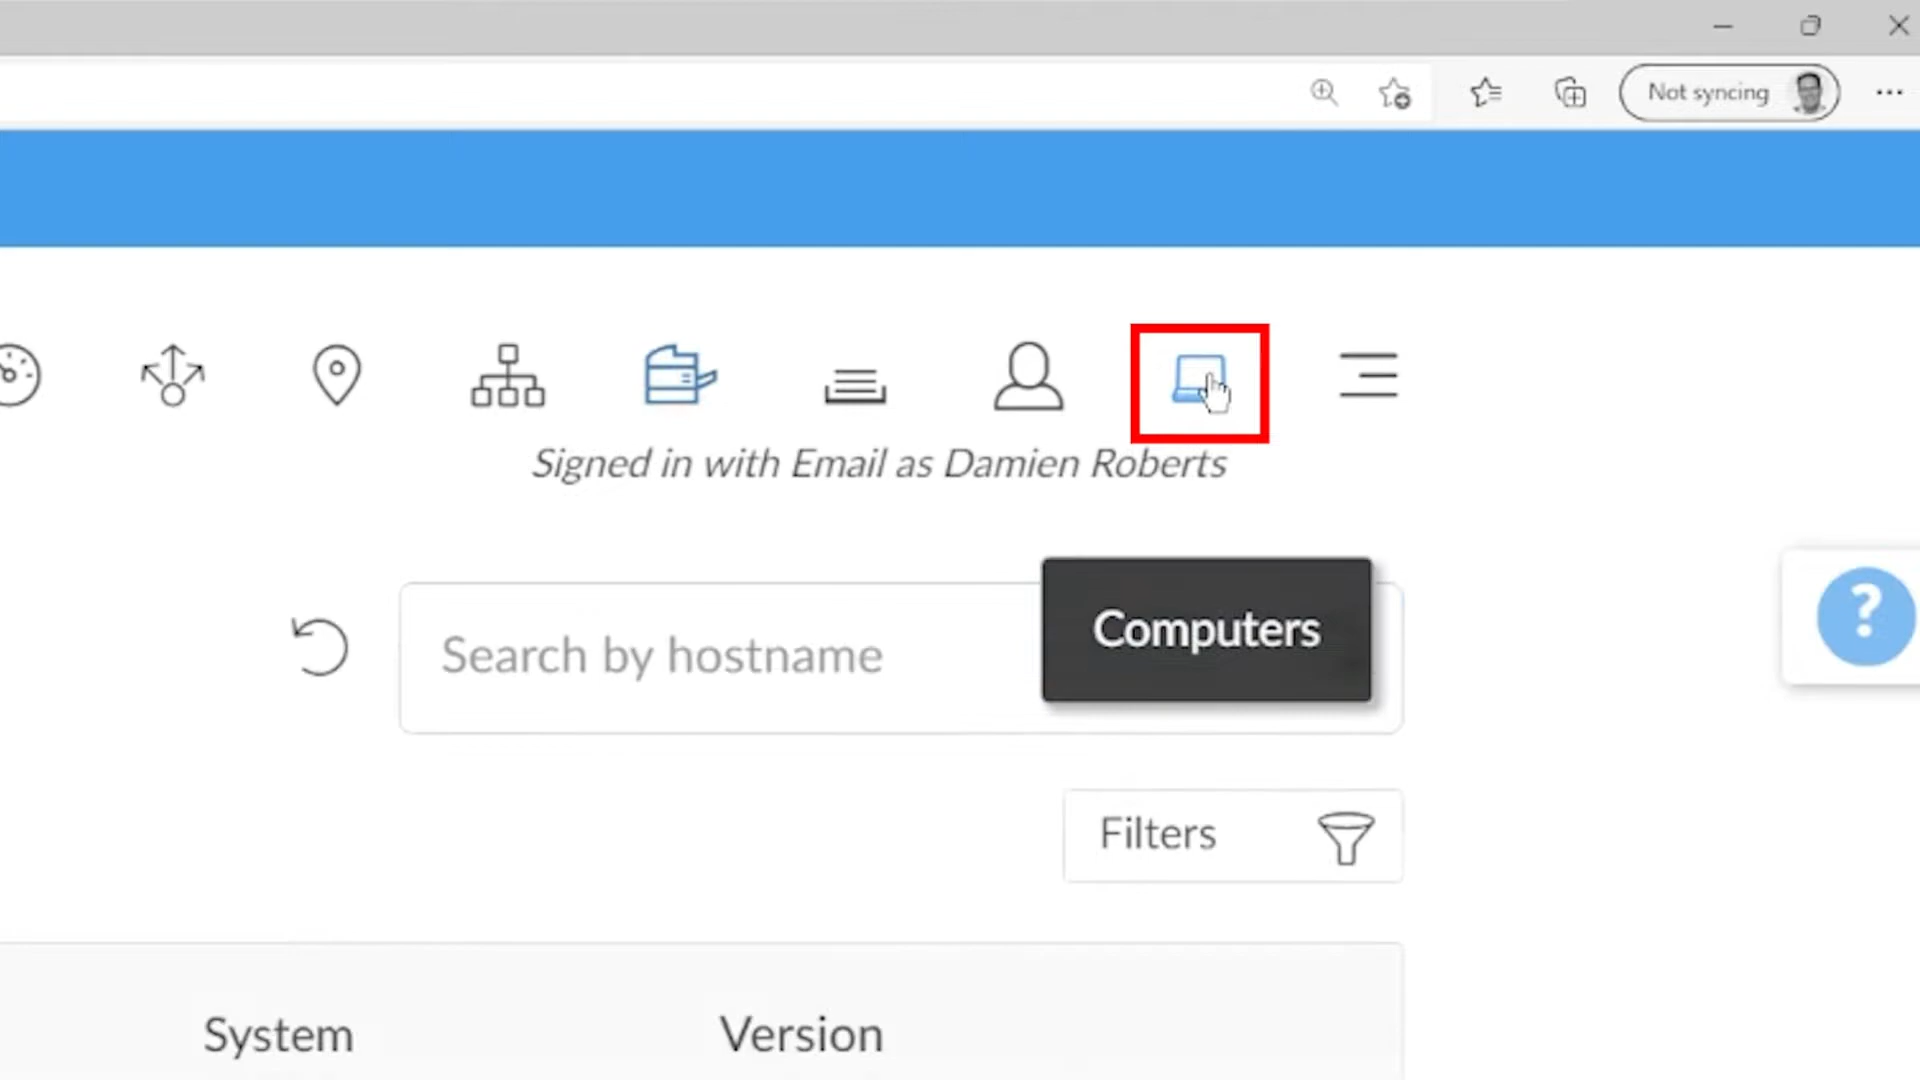 Not syncing
Signed in with Email as Damien Roberts
Search by hostname
Computers
?
Filters
System
Version